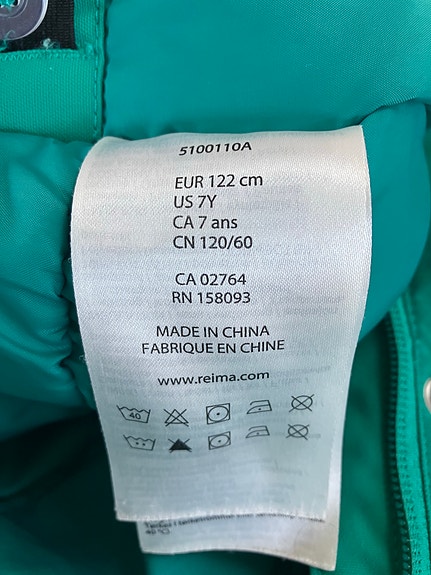 5100110A
EUR 122 cm
US 7Y
CA 7 ans
CN 120/60
CA 02764
RN 158093
MADE IN CHINA
FABRIQUE EN CHINE
www.reima.com
40